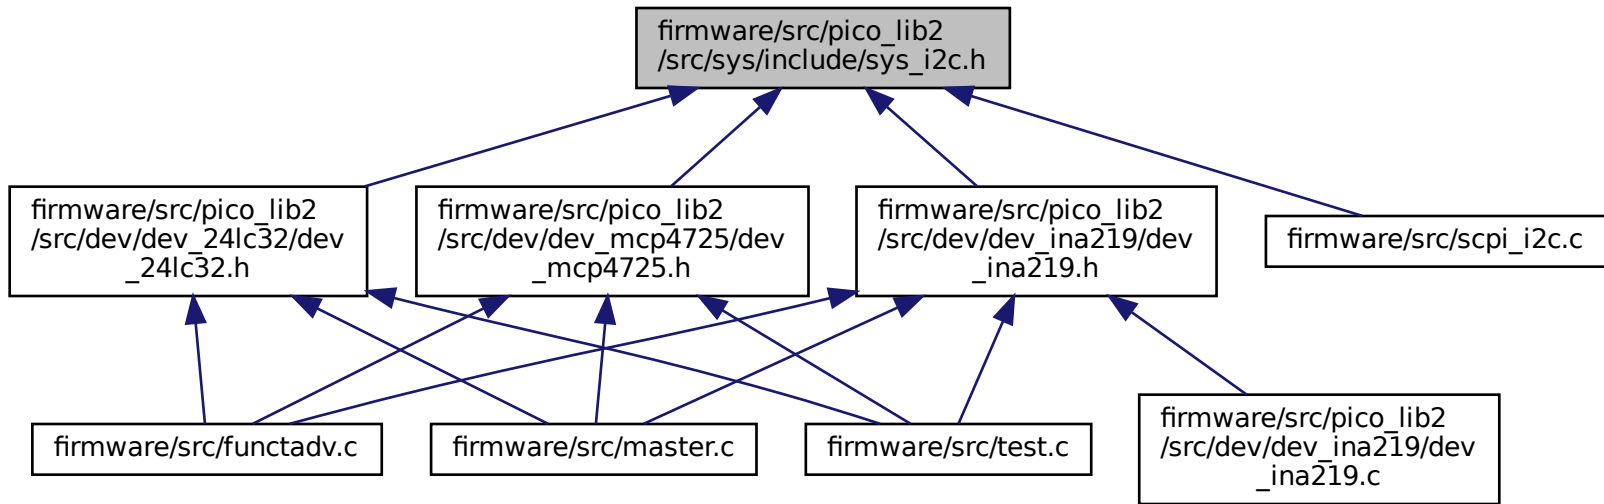 firmware/src/pico_lib2
/src/sys/include/sys_i2c.h
firmware/src/pico_lib2
/src/dev/dev_24lc32/dev
_24lc32.h
firmware/src/pico_lib2
/src/dev/dev_mcp4725/dev
_mcp4725.h
firmware/src/pico_lib2
/src/dev/dev_ina219/dev
_ina219.h
firmware/src/scpi_i2c.c
firmware/src/functadv.c
firmware/src/master.c
firmware/src/test.c
firmware/src/pico_lib2
/src/dev/dev_ina219/dev
_ina219.c